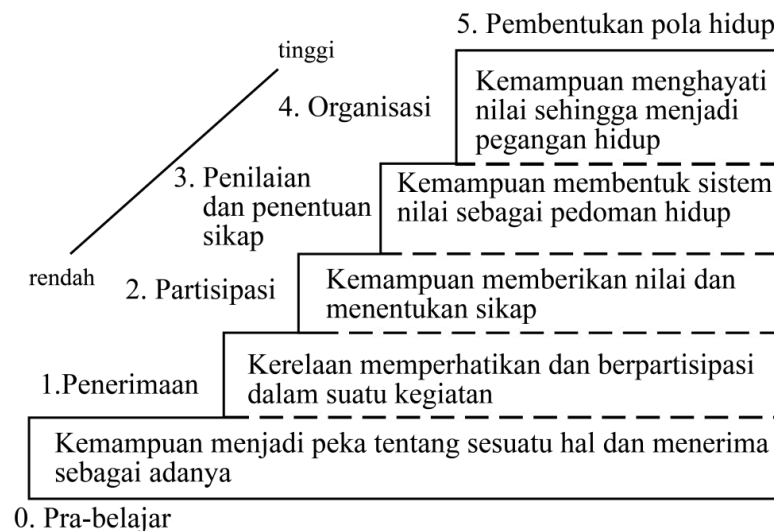 5. Pembentukan pola hidup
tinggi
Kemampuan menghayati
nilai sehingga menjadi
pegangan hidup
4. Organisasi
3. Penilaian
dan penentuan
sikap
Kemampuan membentuk sistem
nilai sebagai pedoman hidup
rendah
2. Partisipasi
Kemampuan memberikan nilai dan
menentukan sikap
1.Penerimaan
Kerelaan memperhatikan dan berpartisipasi
dalam suatu kegiatan
Kemampuan menjadi peka tentang sesuatu hal dan menerima
sebagai adanya
0. Pra-belajar